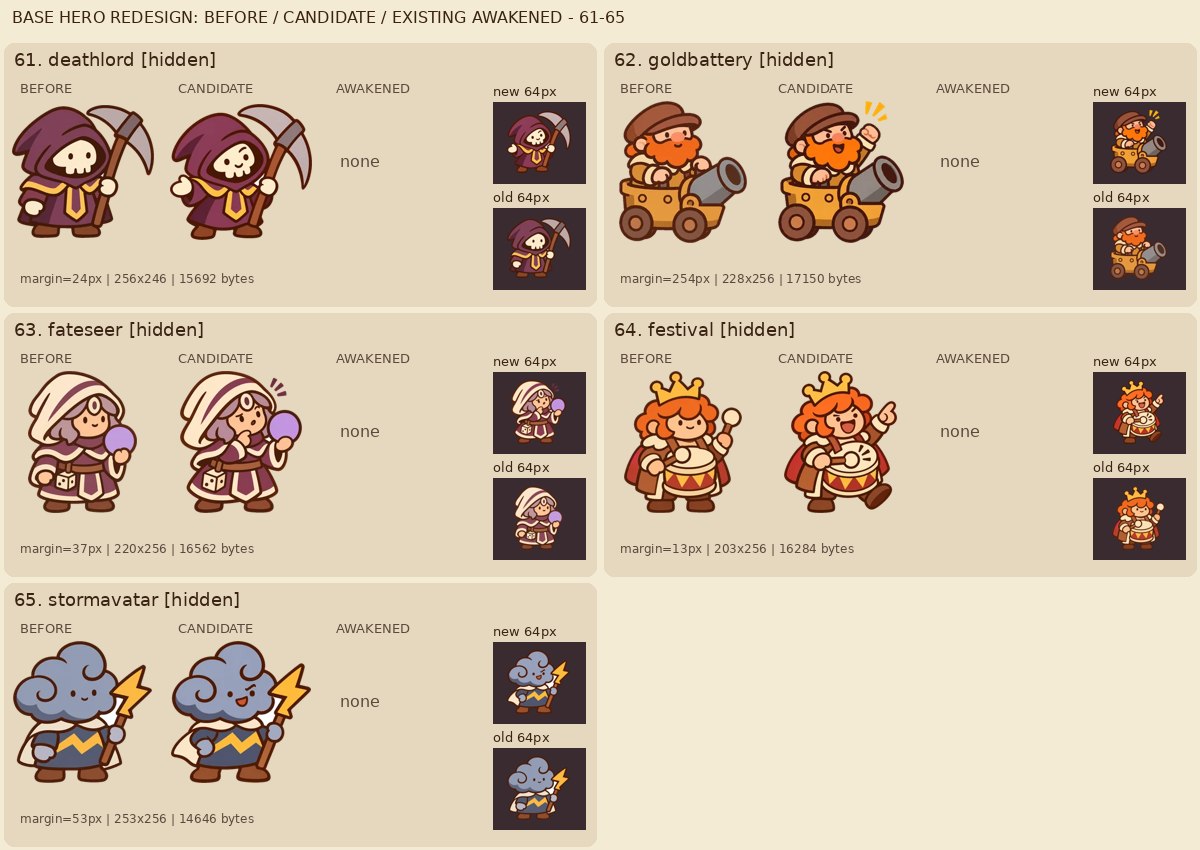 BASE HERO REDESIGN: BEFORE / CANDIDATE / EXISTING AWAKENED - 61-65
61. deathlord [hidden]
BEFORE
CANDIDATE
AWAKENED
new 64px
none
old 64px
margin=24px | 256x246 | 15692 bytes
62. goldbattery [hidden]
BEFORE
CANDIDATE
AWAKENED
new 64px
none
old 64px
margin=254px | 228x256 | 17150 bytes
63. fateseer [hidden]
BEFORE
CANDIDATE
AWAKENED
new 64px
none
old 64px
margin=37px | 220x256 | 16562 bytes
64. festival [hidden]
BEFORE
CANDIDATE
AWAKENED
new 64px
none
old 64px
margin=13px | 203x256 | 16284 bytes
65. stormavatar [hidden]
BEFORE
CANDIDATE
AWAKENED
new 64px
none
old 64px
margin=53px | 253x256 | 14646 bytes